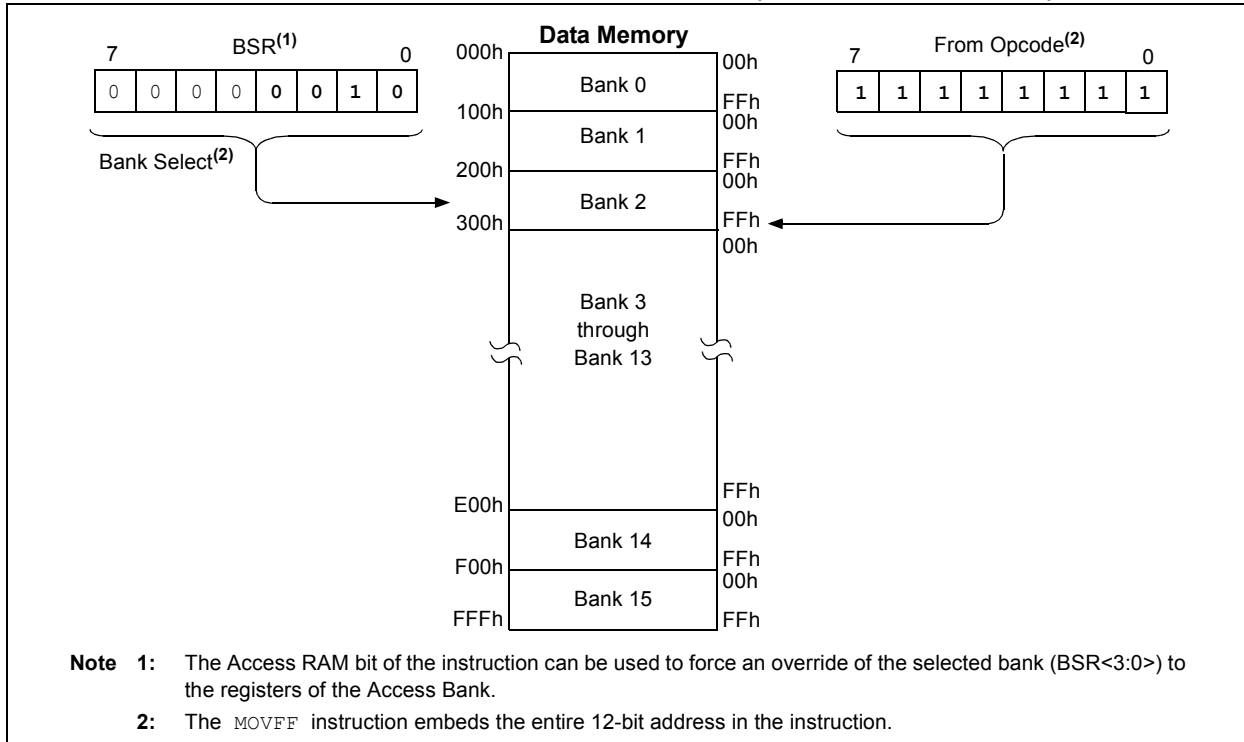 Data Memory
7 BSR(1) 0
0 0 0 0 0 0 1 0
Bank Select(2)
7 From Opcode(2) 0
1 1 1 1 1 1 1 1
000h
Bank 0
00h
FFh
100h
Bank 1
00h
FFh
200h
Bank 2
00h
FFh
300h
00h
Bank 3
through
Bank 13
FFh
E00h
Bank 14
00h
FFh
F00h
Bank 15
00h
FFFh
FFh
Note 1: The Access RAM bit of the instruction can be used to force an override of the selected bank (BSR<3:0>) to
the registers of the Access Bank.
2: The MOVFF instruction embeds the entire 12-bit address in the instruction.